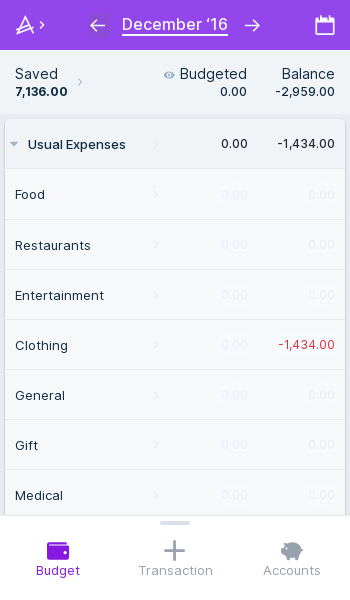 December ‘16
Saved Budgeted Balance
7,136.00 0.00 -2,959.00
Usual Expenses 0.00 -1,434.00
Food 0.00 0.00
Restaurants 0.00 0.00
Entertainment 0.00 0.00
Clothing 0.00 -1,434.00
General 0.00 0.00
Gift 0.00 0.00
Medical 0.00 0.00
Budget Transaction Accounts